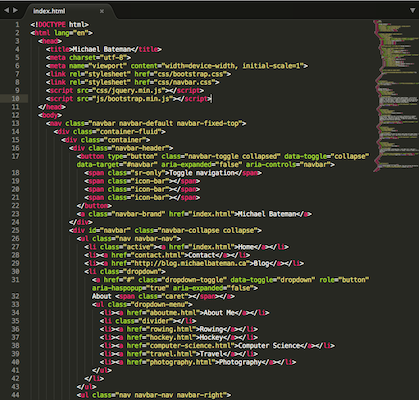 index.html
1 <!DOCTYPE html>
2 <html lang="en">
3 <head>
4 <title>Michael Bateman</title>
5 <meta charset="utf-8">
6 <meta name="viewport" content="width=device-width, initial-scale=1">
7 <link rel="stylesheet" href="css/bootstrap.css">
8 <link rel="stylesheet" href="css/navbar.css">
9 <script src="css/jquery.min.js"></script>
10 <script src="js/bootstrap.min.js"></script>
11 </head>
12 <body>
13 <nav class="navbar navbar-default navbar-fixed-top">
14 <div class="container-fluid">
15 <div class="container">
16 <div class="navbar-header">
17 <button type="button" class="navbar-toggle collapsed" data-toggle="collapse"
data-target="#navbar" aria-expanded="false" aria-controls="navbar">
18 <span class="sr-only">Toggle navigation</span>
19 <span class="icon-bar"></span>
20 <span class="icon-bar"></span>
21 <span class="icon-bar"></span>
22 </button>
23 <a class="navbar-brand" href="index.html">Michael Bateman</a>
24 </div>
25 <div id="navbar" class="navbar-collapse collapse">
26 <ul class="nav navbar-nav">
27 <li class="active"><a href="index.html">Home</a></li>
28 <li><a href="contact.html">Contact</a></li>
29 <li><a href="http://blog.michaelbateman.ca">Blog</a></li>
30 <li class="dropdown">
31 <a href="#" class="dropdown-toggle" data-toggle="dropdown" role="button"
aria-haspopup="true" aria-expanded="false">
32 About <span class="caret"></span></a>
33 <ul class="dropdown-menu">
34 <li><a href="aboutme.html">About Me</a></li>
35 <li class="divider"></li>
36 <li><a href="rowing.html">Rowing</a></li>
37 <li><a href="hockey.html">Hockey</a></li>
38 <li><a href="computer-science.html">Computer Science</a></li>
39 <li><a href="travel.html">Travel</a></li>
40 <li><a href="photography.html">Photography</a></li>
41 </ul>
42 </li>
43 </ul>
44 <ul class="nav navbar-nav navbar-right">